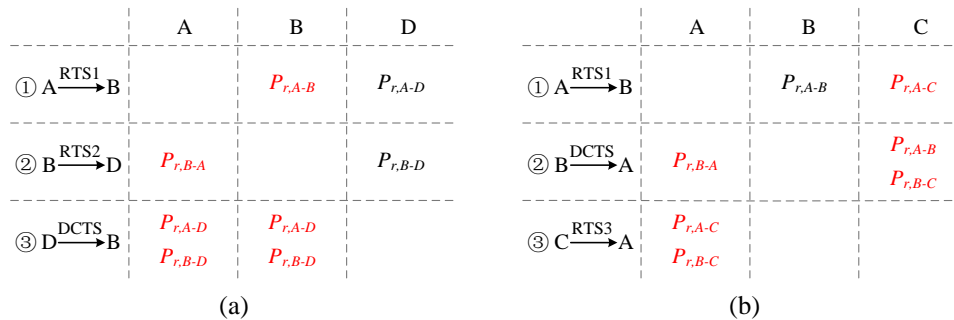 A B D
① A RTS1 B P_{r,A-B} P_{r,A-D}
② B RTS2 D P_{r,B-A} P_{r,B-D}
③ D DCTS B P_{r,A-D} P_{r,A-D}
P_{r,B-D} P_{r,B-D}
(a)
A B C
① A RTS1 B P_{r,A-B} P_{r,A-C}
② B DCTS A P_{r,B-A} P_{r,A-B}
P_{r,B-C}
③ C RTS3 A P_{r,A-C}
P_{r,B-C}
(b)